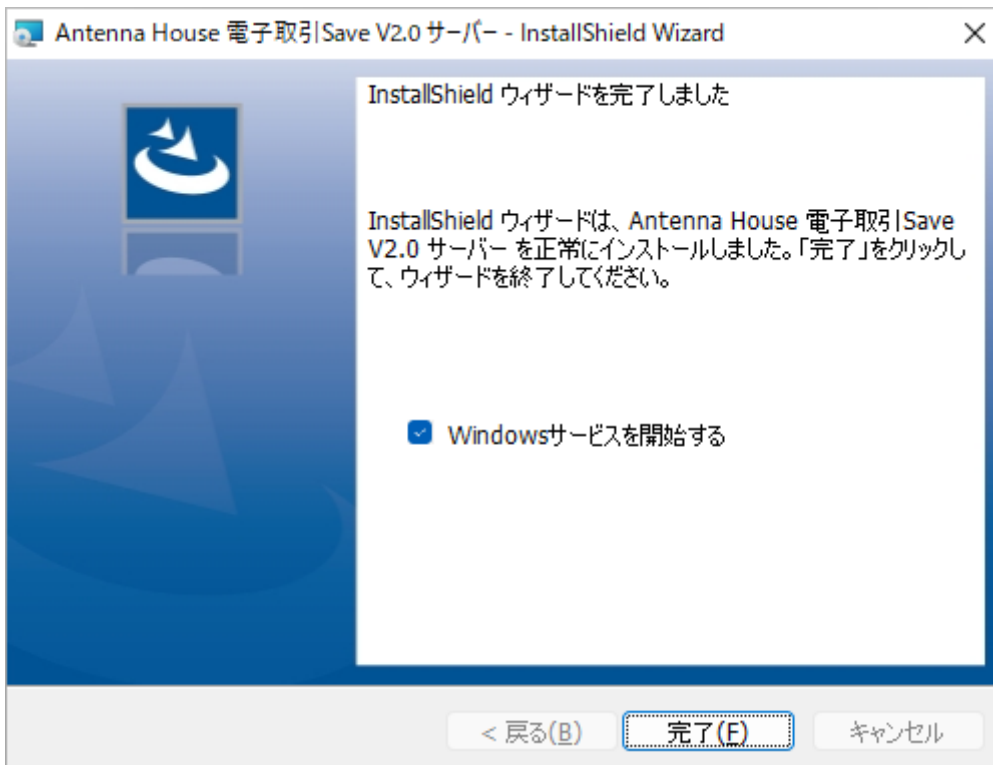 Antenna House 電子取引Save V2.0 サーバー - InstallShield Wizard
InstallShield ウィザードを完了しました
InstallShield ウィザードは、Antenna House 電子取引Save
V2.0 サーバー を正常にインストールしました。「完了」をクリックし
て、ウィザードを終了してください。
Windowsサービスを開始する
< 戻る(B)
完了(F)
キャンセル